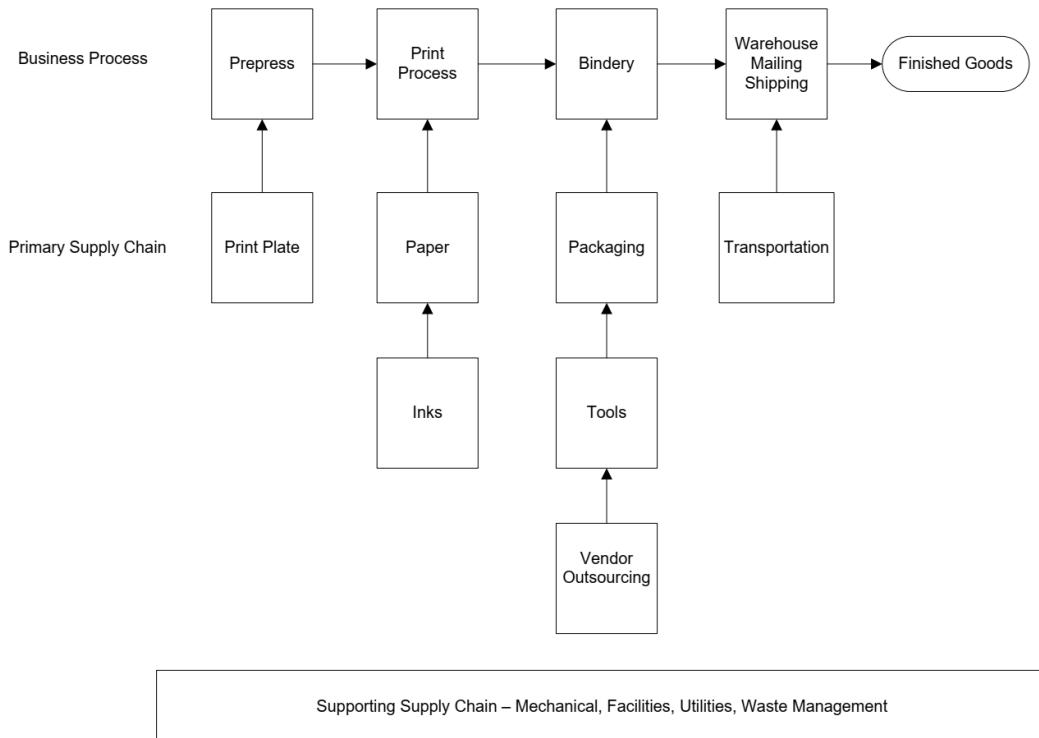 Business Process
Prepress
Print
Process
Bindery
Warehouse
Mailing
Shipping
Finished Goods
Primary Supply Chain
Print Plate
Paper
Packaging
Transportation
Inks
Tools
Vendor
Outsourcing
Supporting Supply Chain – Mechanical, Facilities, Utilities, Waste Management